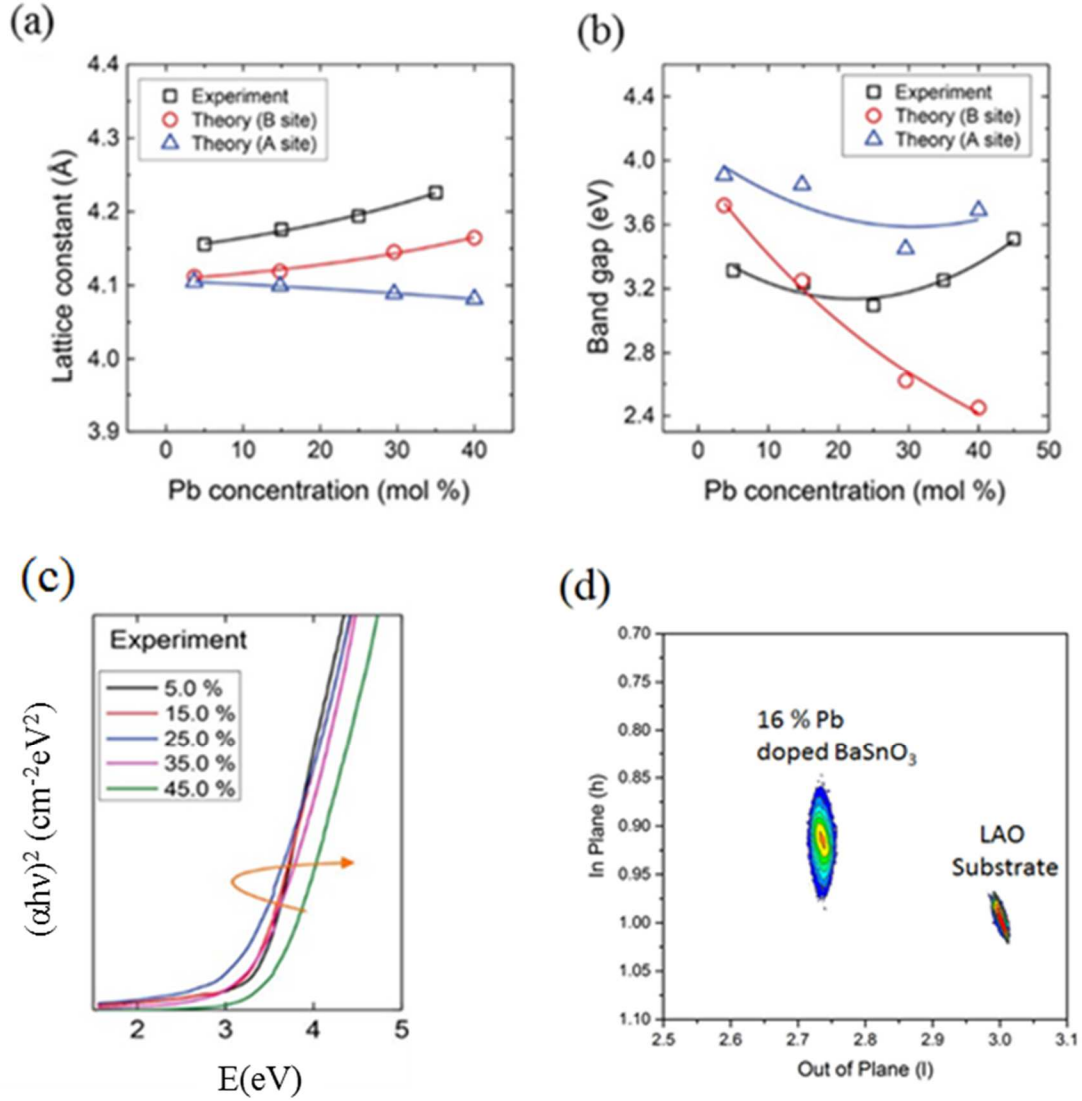 (a)
4.4
4.3
4.2
4.1
4.0
3.9
Lattice constant (Å)
Experiment
Theory (B site)
Theory (A site)
0 10 20 30 40
Pb concentration (mol %)
(b)
4.4
4.0
3.6
3.2
2.8
2.4
Band gap (eV)
Experiment
Theory (B site)
Theory (A site)
0 10 20 30 40 50
Pb concentration (mol %)
(c)
(αhν)² (cm⁻²eV²)
Experiment
5.0 %
15.0 %
25.0 %
35.0 %
45.0 %
2 3 4 5
E(eV)
(d)
0.70
0.75
0.80
0.85
0.90
0.95
1.00
1.05
1.10
In Plane (h)
16 % Pb
doped BaSnO₃
LAO
Substrate
2.5 2.6 2.7 2.8 2.9 3.0 3.1
Out of Plane (l)